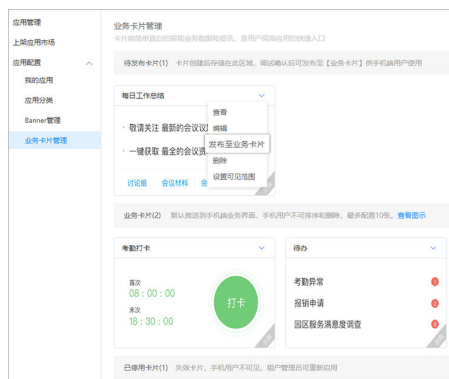 应用管理
上架应用市场
应用配置
我的应用
应用分类
Banner管理
业务卡片管理
业务卡片管理
卡片能简单直白的展现业务数据和资讯，是用户高频应用的快捷入口
待发布卡片(1) 卡片创建后存储在此区域，调试确认后可发布至【业务卡片】供手机端用户使用
每日工作总结
查看
敬请关注 最新的会议议
编辑
发布至业务卡片
一键获取 最全的会议资
删除
设置可见范围
讨论组 会议材料 会
业务卡片(2) 默认推送到手机端业务界面，手机用户不可排序和删除，最多配置10张。查看图示
考勤打卡
首次
08：00：00
末次
18：30：00
打卡
待办
考勤异常
报销申请
园区服务满意度调查
已停用卡片(1) 失效卡片，手机用户不可见，租户管理员可重新启用